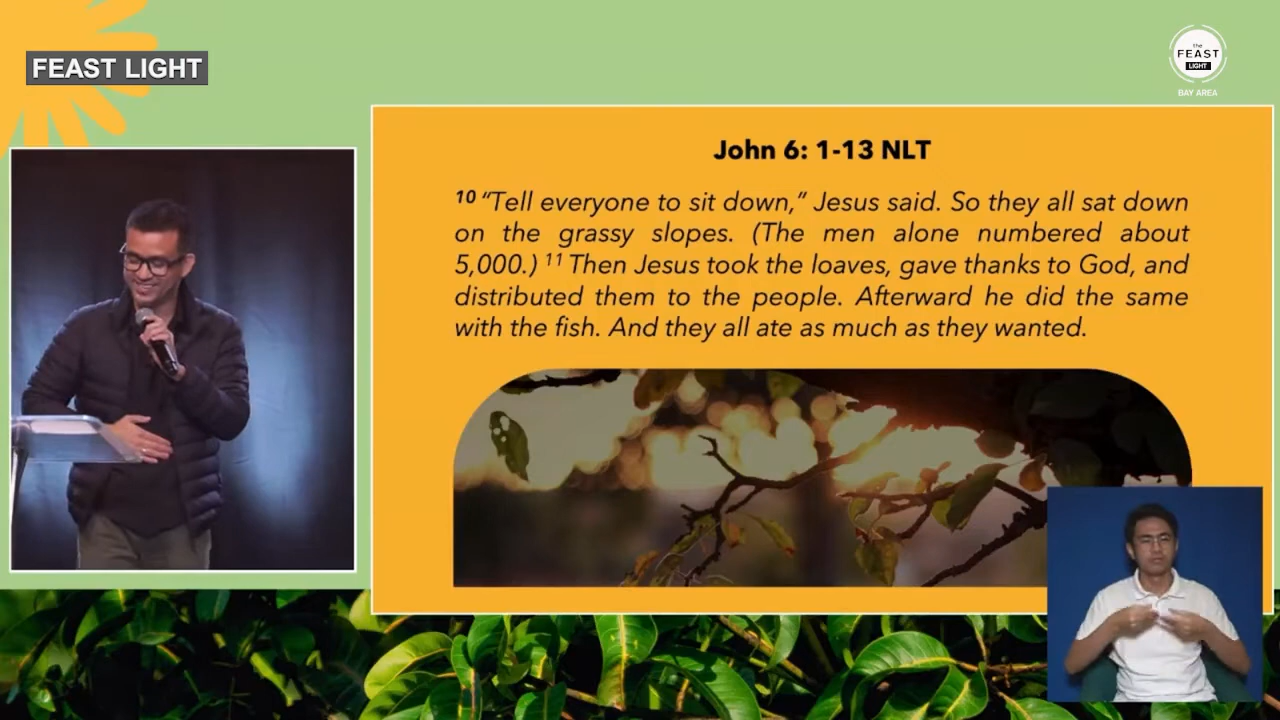 FEAST LIGHT
the
FEAST
LIGHT
BAY AREA
John 6: 1-13 NLT
10 “Tell everyone to sit down,” Jesus said. So they all sat down
on the grassy slopes. (The men alone numbered about
5,000.) 11 Then Jesus took the loaves, gave thanks to God, and
distributed them to the people. Afterward he did the same
with the fish. And they all ate as much as they wanted.